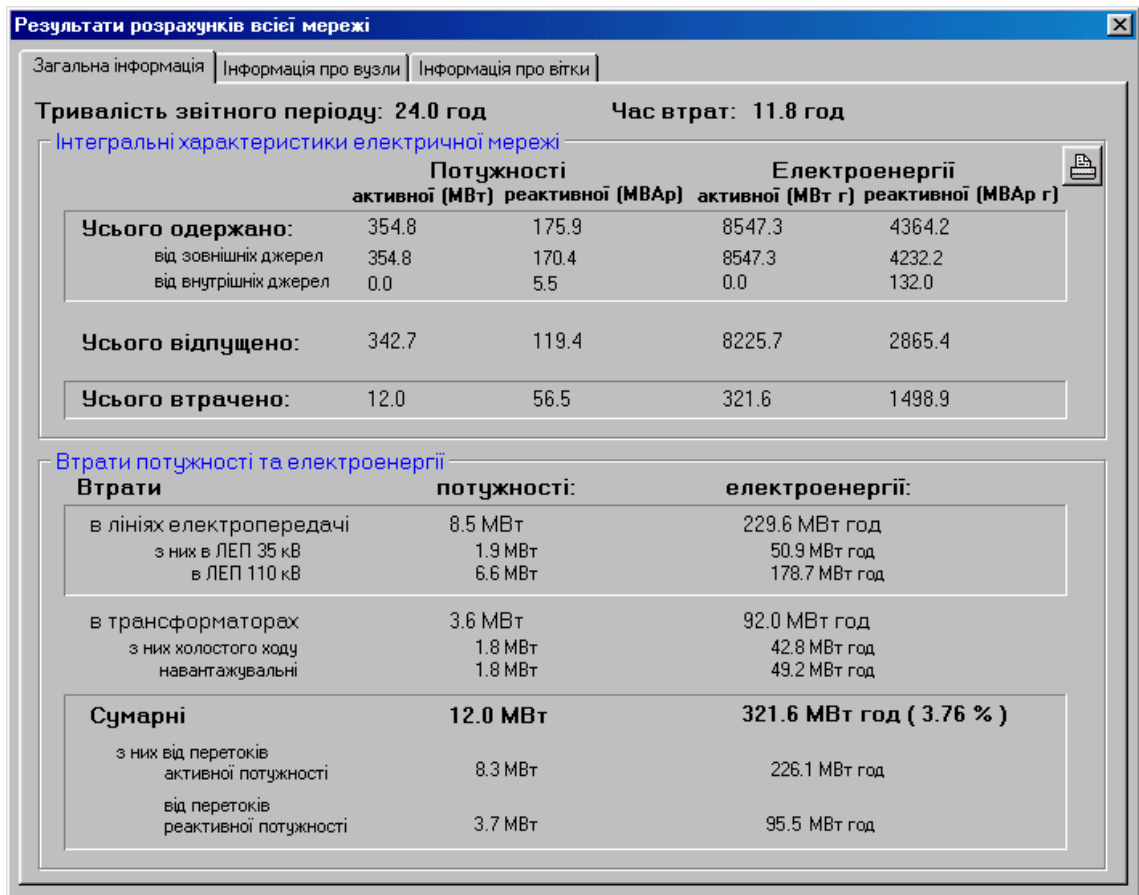 Результати розрахунків всієї мережі
Загальна інформація Інформація про вузли Інформація про вітки
Тривалість звітного періоду: 24.0 год Час втрат: 11.8 год
Інтегральні характеристики електричної мережі
Потужності Електроенергії
активної (МВт) реактивної (МВАр) активної (МВт г) реактивної (МВАр г)
Усього одержано: 354.8 175.9 8547.3 4364.2
від зовнішніх джерел 354.8 170.4 8547.3 4232.2
від внутрішніх джерел 0.0 5.5 0.0 132.0
Усього відпущено: 342.7 119.4 8225.7 2865.4
Усього втрачено: 12.0 56.5 321.6 1498.9
Втрати потужності та електроенергії
Втрати потужності: електроенергії:
в лініях електропередачі 8.5 МВт 229.6 МВт год
з них в ЛЕП 35 кВ 1.9 МВт 50.9 МВт год
в ЛЕП 110 кВ 6.6 МВт 178.7 МВт год
в трансформаторах 3.6 МВт 92.0 МВт год
з них холостого ходу 1.8 МВт 42.8 МВт год
навантажувальні 1.8 МВт 49.2 МВт год
Сумарні 12.0 МВт 321.6 МВт год ( 3.76 % )
з них від перетоків
активної потужності 8.3 МВт 226.1 МВт год
від перетоків
реактивної потужності 3.7 МВт 95.5 МВт год